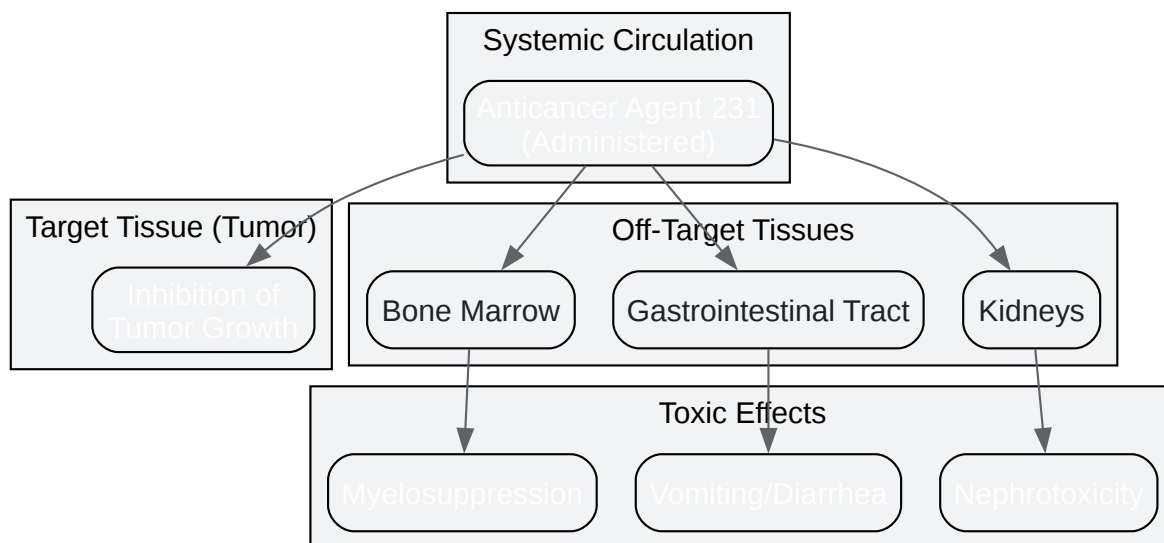 Systemic Circulation
Anticancer Agent 231
(Administered)
Target Tissue (Tumor)
Inhibition of
Tumor Growth
Off-Target Tissues
Bone Marrow
Gastrointestinal Tract
Kidneys
Toxic Effects
Myelosuppression
Vomiting/Diarrhea
Nephrotoxicity